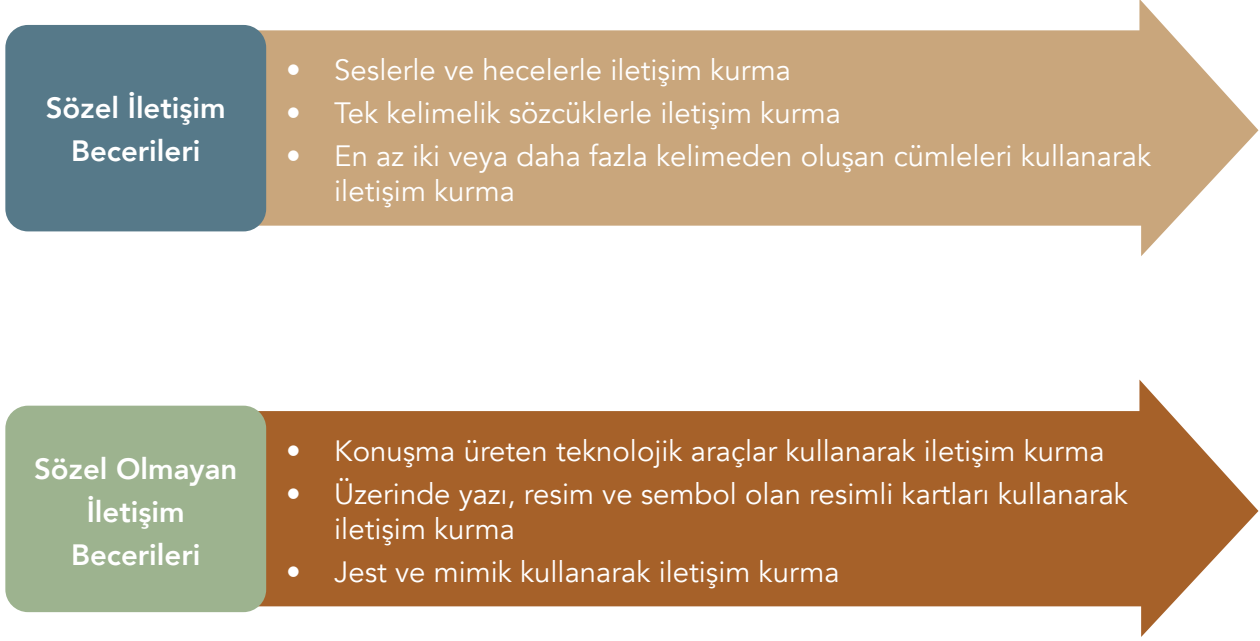 Sözel İletişim
Becerileri
• Seslerle ve hecelerle iletişim kurma
• Tek kelimelik sözcüklerle iletişim kurma
• En az iki veya daha fazla kelimeden oluşan cümleleri kullanarak
iletişim kurma
Sözel Olmayan
İletişim
Becerileri
• Konuşma üreten teknolojik araçlar kullanarak iletişim kurma
• Üzerinde yazı, resim ve sembol olan resimli kartları kullanarak
iletişim kurma
• Jest ve mimik kullanarak iletişim kurma